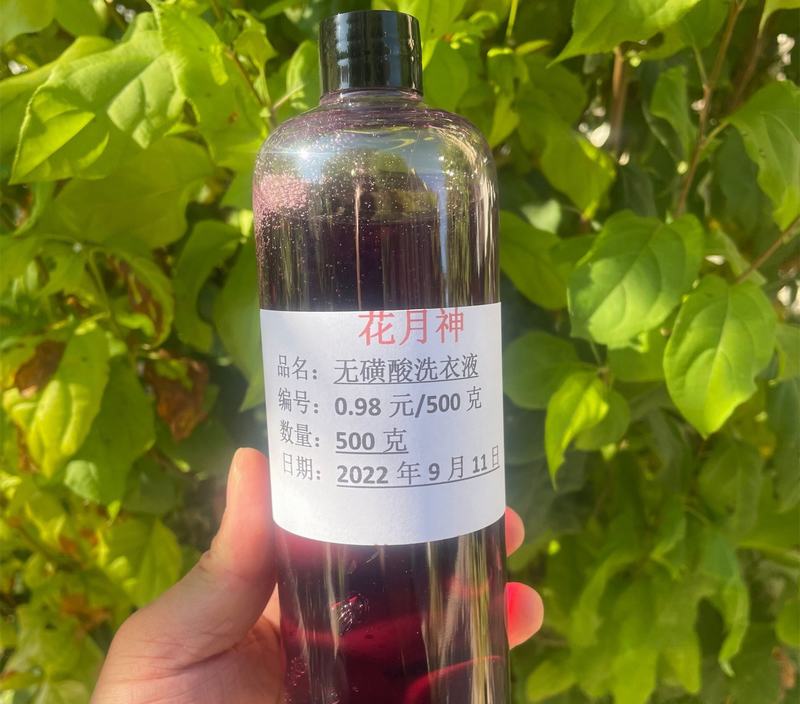 花月神
品名：无磺酸洗衣液
编号：0.98 元/500 克
数量：500 克
日期：2022 年 9 月 11 日